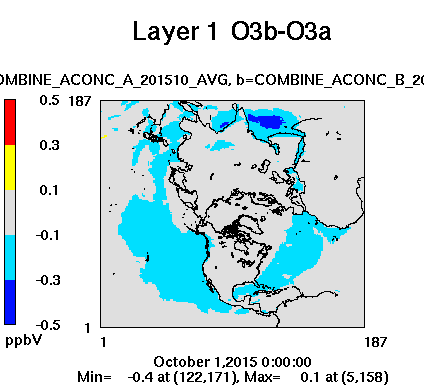 Layer 1 O3b-O3a
OMBINE_ACONC_A_201510_AVG, b=COMBINE_ACONC_B_20
0.5
187
0.3
0.1
-0.1
-0.3
-0.5
1
ppbV
1
187
October 1,2015 0:00:00
Min= -0.4 at (122,171), Max= 0.1 at (5,158)